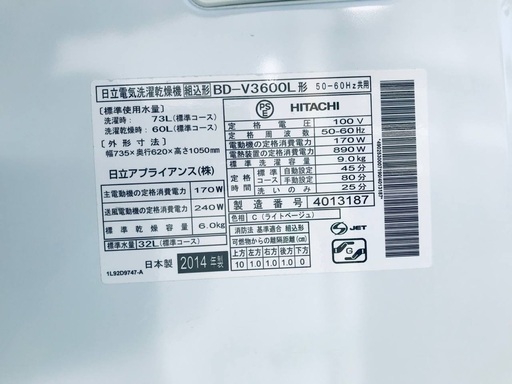 日立電気洗濯乾燥機 組込形 BD-V3600L形 50-60Hz共用
[標準使用水量]
洗濯時： 73L(標準コース)
洗濯乾燥時：60L(標準コース)
[外形寸法]
幅735×奥行620×高さ1050mm
日立アプライアンス(株)
主電動機の定格消費電力 170W
送風電動機の定格消費電力 240W
標準乾燥容量 6.0kg
標準水量 32L(標準コース)
1L92D9747-A
日本製 2014年製
PSE HITACHI
定格電圧 100V
定格周波数 50-60Hz
電動機の定格消費電力 170W
電熱装置の定格消費電力 890W
標準洗濯容量 9.0kg
標準自動コース 45分
標準手動コース 80分
洗いのみ 25分
製造番号 4013187
色相 C (ライトベージュ)
消防法 基準適合 組込形
可燃物からの離隔距離(cm)
上方 左方 右方 前方 後方 下方
10 1.0 1.0 1.0 0
S JET
G